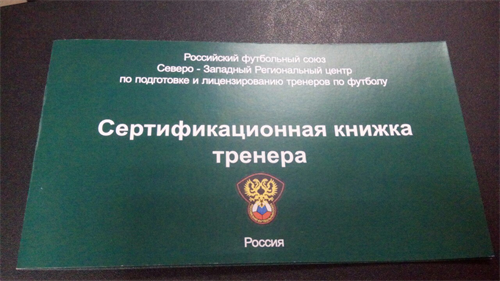 Российский футбольный союз
Северо - Западный Региональный центр
по подготовке и лицензированию тренеров по футболу
Сертификационная книжка
тренера
Россия